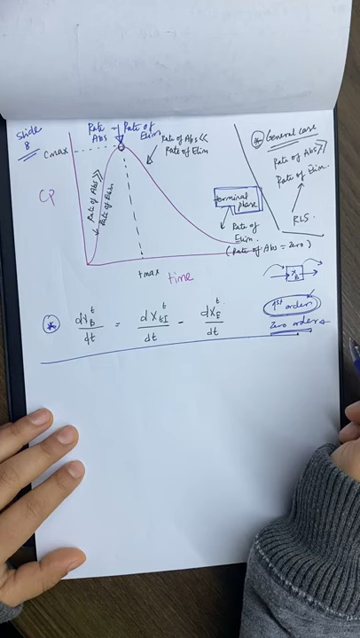 Slide 8
Rate Abs = Rate of Elim
Cmax
Cp
Rate of Abs >> Rate of Elim
Rate of Abs << Rate of Elim
terminal phase
Rate of Elim.
(Rate of Abs = Zero)
tmax
time
General case
Rate of Abs >>
Rate of Elim.
RLS.
1st order
Zero order
dX_B^t / dt = dX_tI^t / dt - dX_E^t / dt